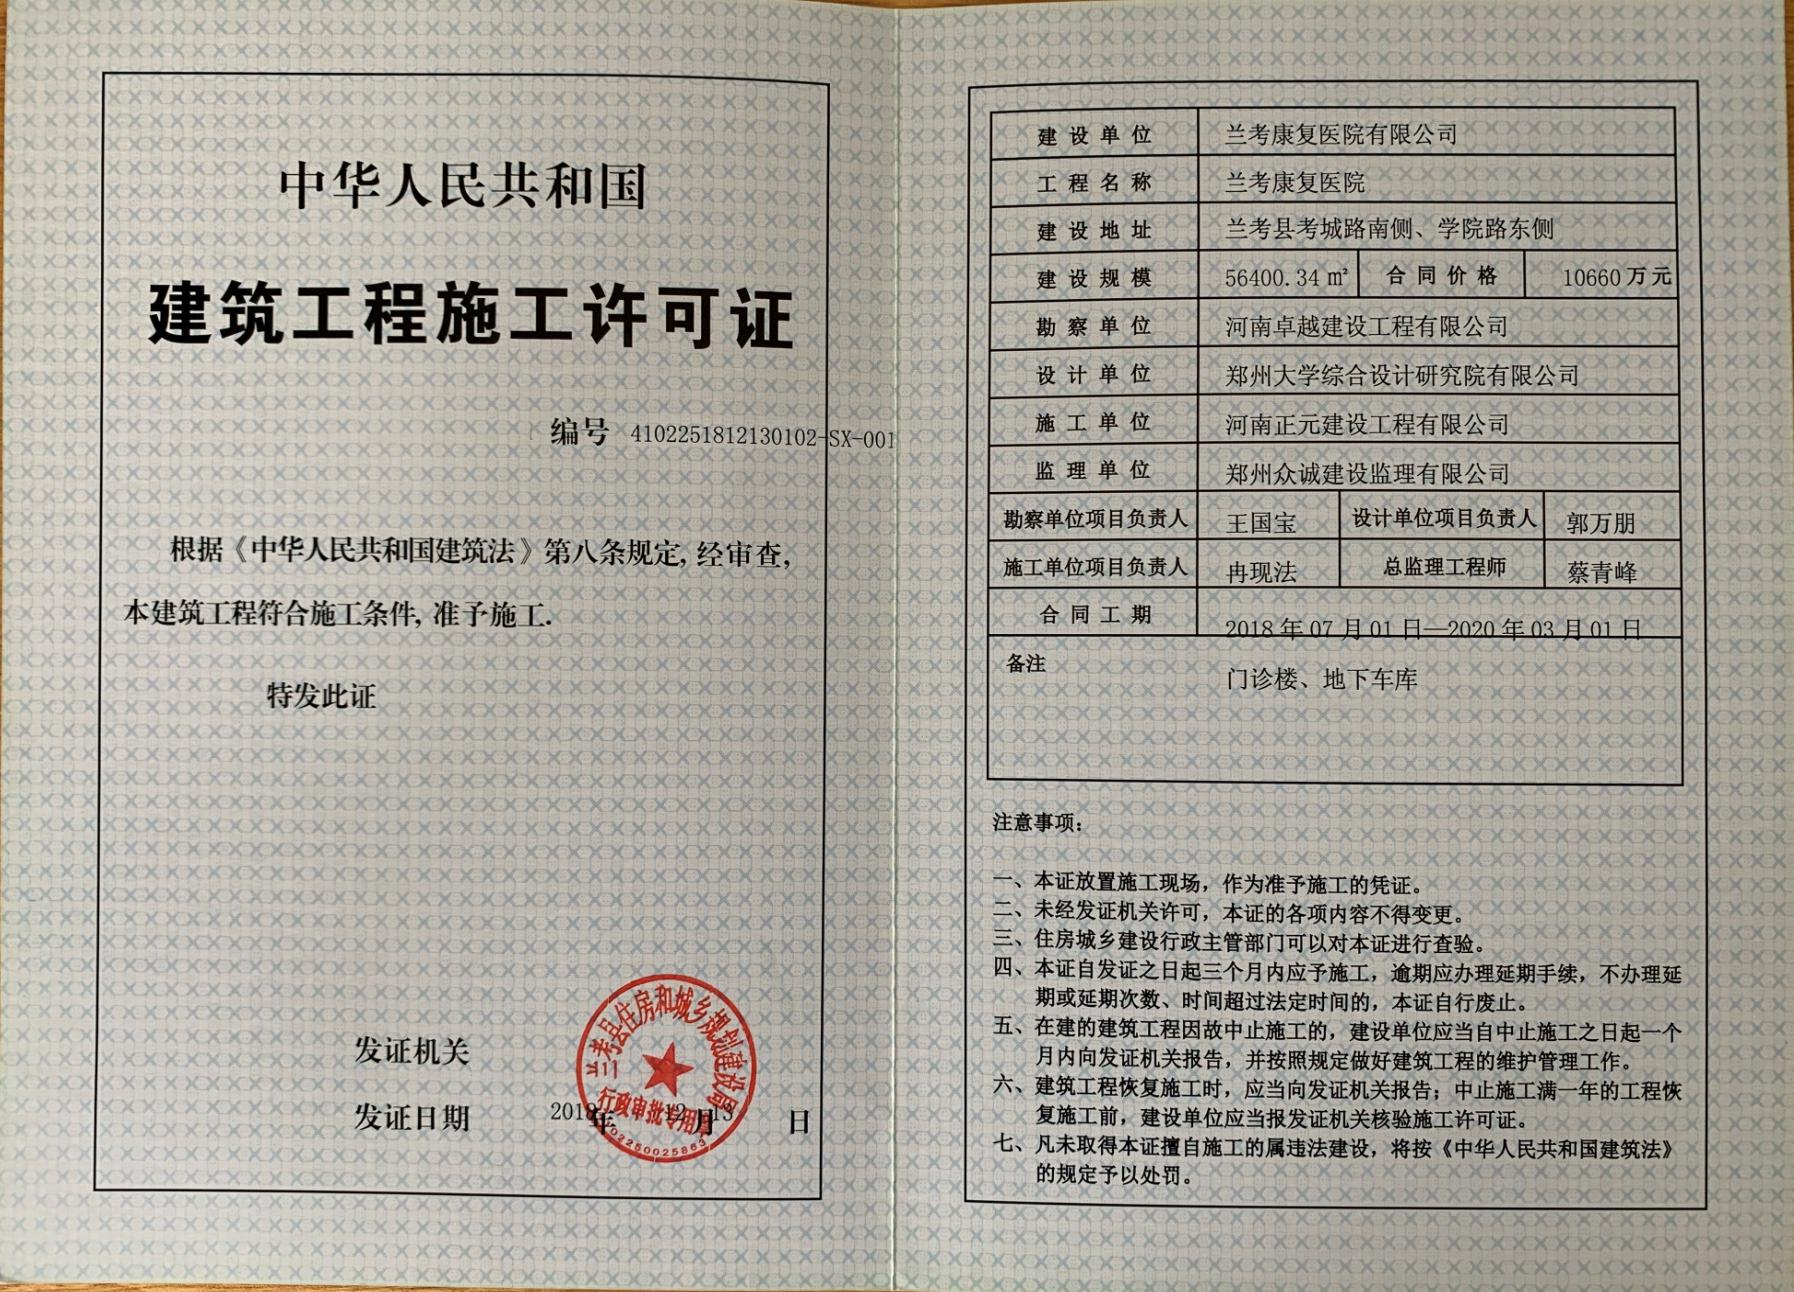 中华人民共和国
建筑工程施工许可证
编号 4102251812130102-SX-001
根据《中华人民共和国建筑法》第八条规定,经审查,
本建筑工程符合施工条件,准予施工.
特发此证
发证机关
兰考县住房和城乡规划建设局
行政审批专用
发证日期 2018年12月13日
建设单位 兰考康复医院有限公司
工程名称 兰考康复医院
建设地址 兰考县考城路南侧、学院路东侧
建设规模 56400.34㎡ 合同价格 10660万元
勘察单位 河南卓越建设工程有限公司
设计单位 郑州大学综合设计研究院有限公司
施工单位 河南正元建设工程有限公司
监理单位 郑州众诚建设监理有限公司
勘察单位项目负责人 王国宝 设计单位项目负责人 郭万朋
施工单位项目负责人 冉现法 总监理工程师 蔡青峰
合同工期 2018年07月01日—2020年03月01日
备注 门诊楼、地下车库
注意事项:
一、本证放置施工现场，作为准予施工的凭证。
二、未经发证机关许可，本证的各项内容不得变更。
三、住房城乡建设行政主管部门可以对本证进行查验。
四、本证自发证之日起三个月内应予施工，逾期应办理延期手续，不办理延
期或延期次数、时间超过法定时间的，本证自行废止。
五、在建的建筑工程因故中止施工的，建设单位应当自中止施工之日起一个
月内向发证机关报告，并按照规定做好建筑工程的维护管理工作。
六、建筑工程恢复施工时，应当向发证机关报告；中止施工满一年的工程恢
复施工前，建设单位应当报发证机关核验施工许可证。
七、凡未取得本证擅自施工的属违法建设，将按《中华人民共和国建筑法》
的规定予以处罚。